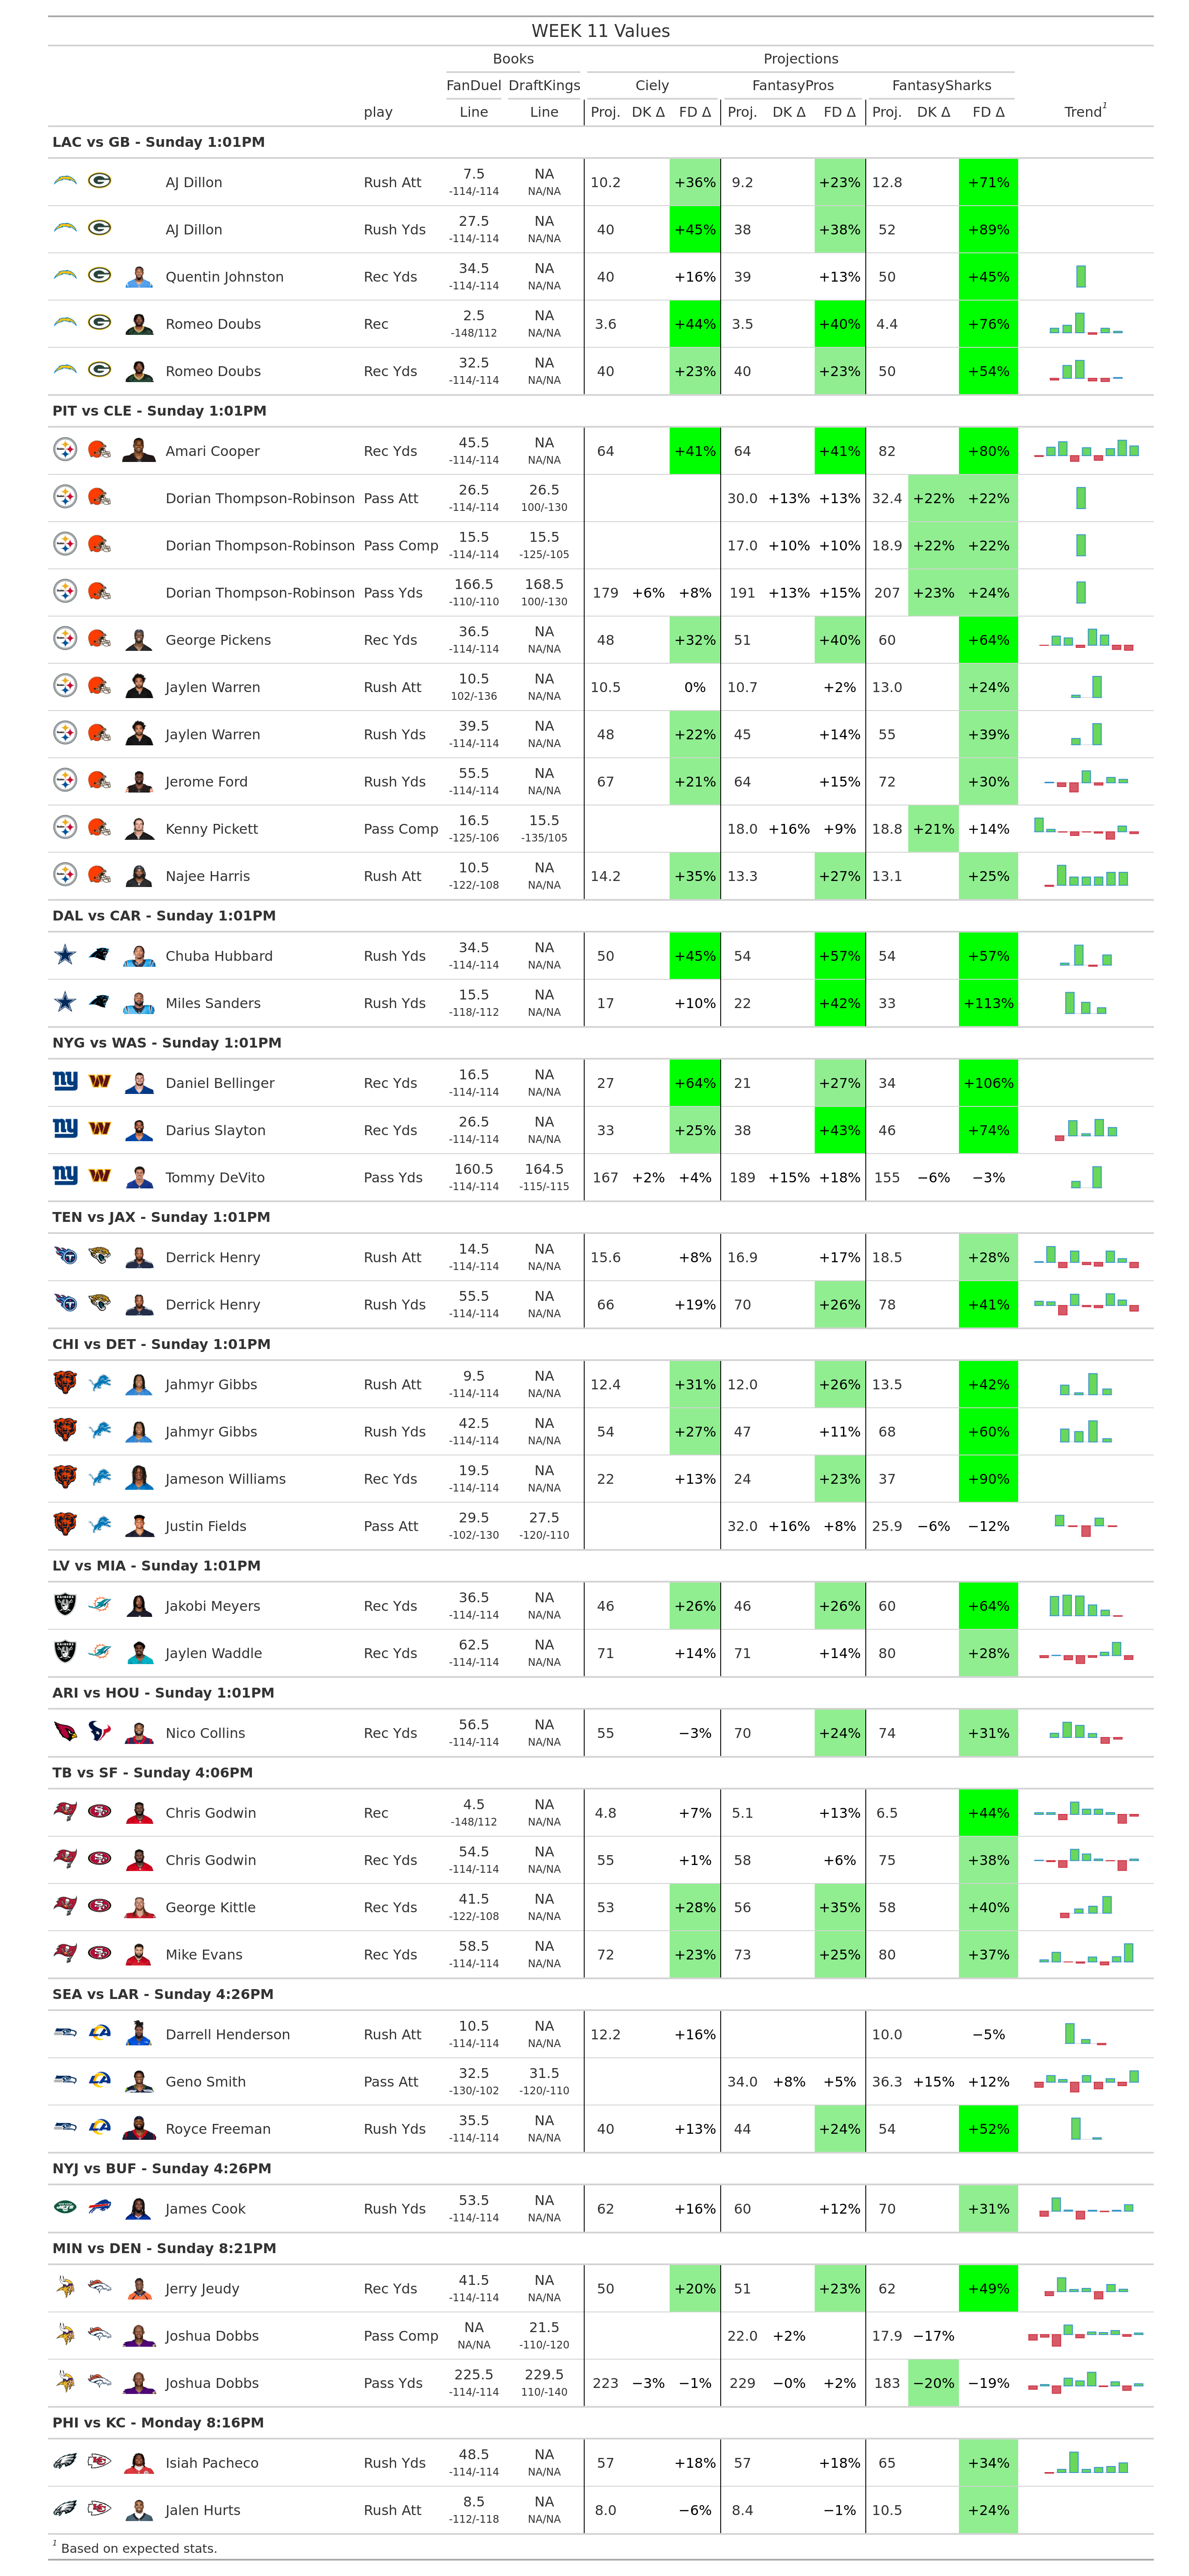 WEEK 11 Values
Books Projections
FanDuel DraftKings Ciely FantasyPros FantasySharks
play Line Line Proj. DK Δ FD Δ Proj. DK Δ FD Δ Proj. DK Δ FD Δ Trend1
LAC vs GB - Sunday 1:01PM
AJ Dillon Rush Att 7.5 NA 10.2 +36% 9.2 +23% 12.8 +71%
-114/-114 NA/NA
AJ Dillon Rush Yds 27.5 NA 40 +45% 38 +38% 52 +89%
-114/-114 NA/NA
Quentin Johnston Rec Yds 34.5 NA 40 +16% 39 +13% 50 +45%
-114/-114 NA/NA
Romeo Doubs Rec 2.5 NA 3.6 +44% 3.5 +40% 4.4 +76%
-148/112 NA/NA
Romeo Doubs Rec Yds 32.5 NA 40 +23% 40 +23% 50 +54%
-114/-114 NA/NA
PIT vs CLE - Sunday 1:01PM
Amari Cooper Rec Yds 45.5 NA 64 +41% 64 +41% 82 +80%
-114/-114 NA/NA
Dorian Thompson-Robinson Pass Att 26.5 26.5 30.0 +13% +13% 32.4 +22% +22%
-114/-114 100/-130
Dorian Thompson-Robinson Pass Comp 15.5 15.5 17.0 +10% +10% 18.9 +22% +22%
-114/-114 -125/-105
Dorian Thompson-Robinson Pass Yds 166.5 168.5 179 +6% +8% 191 +13% +15% 207 +23% +24%
-110/-110 100/-130
George Pickens Rec Yds 36.5 NA 48 +32% 51 +40% 60 +64%
-114/-114 NA/NA
Jaylen Warren Rush Att 10.5 NA 10.5 0% 10.7 +2% 13.0 +24%
102/-136 NA/NA
Jaylen Warren Rush Yds 39.5 NA 48 +22% 45 +14% 55 +39%
-114/-114 NA/NA
Jerome Ford Rush Yds 55.5 NA 67 +21% 64 +15% 72 +30%
-114/-114 NA/NA
Kenny Pickett Pass Comp 16.5 15.5 18.0 +16% +9% 18.8 +21% +14%
-125/-106 -135/105
Najee Harris Rush Att 10.5 NA 14.2 +35% 13.3 +27% 13.1 +25%
-122/-108 NA/NA
DAL vs CAR - Sunday 1:01PM
Chuba Hubbard Rush Yds 34.5 NA 50 +45% 54 +57% 54 +57%
-114/-114 NA/NA
Miles Sanders Rush Yds 15.5 NA 17 +10% 22 +42% 33 +113%
-118/-112 NA/NA
NYG vs WAS - Sunday 1:01PM
Daniel Bellinger Rec Yds 16.5 NA 27 +64% 21 +27% 34 +106%
-114/-114 NA/NA
Darius Slayton Rec Yds 26.5 NA 33 +25% 38 +43% 46 +74%
-114/-114 NA/NA
Tommy DeVito Pass Yds 160.5 164.5 167 +2% +4% 189 +15% +18% 155 −6% −3%
-114/-114 -115/-115
TEN vs JAX - Sunday 1:01PM
Derrick Henry Rush Att 14.5 NA 15.6 +8% 16.9 +17% 18.5 +28%
-114/-114 NA/NA
Derrick Henry Rush Yds 55.5 NA 66 +19% 70 +26% 78 +41%
-114/-114 NA/NA
CHI vs DET - Sunday 1:01PM
Jahmyr Gibbs Rush Att 9.5 NA 12.4 +31% 12.0 +26% 13.5 +42%
-114/-114 NA/NA
Jahmyr Gibbs Rush Yds 42.5 NA 54 +27% 47 +11% 68 +60%
-114/-114 NA/NA
Jameson Williams Rec Yds 19.5 NA 22 +13% 24 +23% 37 +90%
-114/-114 NA/NA
Justin Fields Pass Att 29.5 27.5 32.0 +16% +8% 25.9 −6% −12%
-102/-130 -120/-110
LV vs MIA - Sunday 1:01PM
Jakobi Meyers Rec Yds 36.5 NA 46 +26% 46 +26% 60 +64%
-114/-114 NA/NA
Jaylen Waddle Rec Yds 62.5 NA 71 +14% 71 +14% 80 +28%
-114/-114 NA/NA
ARI vs HOU - Sunday 1:01PM
Nico Collins Rec Yds 56.5 NA 55 −3% 70 +24% 74 +31%
-114/-114 NA/NA
TB vs SF - Sunday 4:06PM
Chris Godwin Rec 4.5 NA 4.8 +7% 5.1 +13% 6.5 +44%
-148/112 NA/NA
Chris Godwin Rec Yds 54.5 NA 55 +1% 58 +6% 75 +38%
-114/-114 NA/NA
George Kittle Rec Yds 41.5 NA 53 +28% 56 +35% 58 +40%
-122/-108 NA/NA
Mike Evans Rec Yds 58.5 NA 72 +23% 73 +25% 80 +37%
-114/-114 NA/NA
SEA vs LAR - Sunday 4:26PM
Darrell Henderson Rush Att 10.5 NA 12.2 +16% 10.0 −5%
-114/-114 NA/NA
Geno Smith Pass Att 32.5 31.5 34.0 +8% +5% 36.3 +15% +12%
-130/-102 -120/-110
Royce Freeman Rush Yds 35.5 NA 40 +13% 44 +24% 54 +52%
-114/-114 NA/NA
NYJ vs BUF - Sunday 4:26PM
James Cook Rush Yds 53.5 NA 62 +16% 60 +12% 70 +31%
-114/-114 NA/NA
MIN vs DEN - Sunday 8:21PM
Jerry Jeudy Rec Yds 41.5 NA 50 +20% 51 +23% 62 +49%
-114/-114 NA/NA
Joshua Dobbs Pass Comp NA 21.5 22.0 +2% 17.9 −17%
NA/NA -110/-120
Joshua Dobbs Pass Yds 225.5 229.5 223 −3% −1% 229 −0% +2% 183 −20% −19%
-114/-114 110/-140
PHI vs KC - Monday 8:16PM
Isiah Pacheco Rush Yds 48.5 NA 57 +18% 57 +18% 65 +34%
-114/-114 NA/NA
Jalen Hurts Rush Att 8.5 NA 8.0 −6% 8.4 −1% 10.5 +24%
-112/-118 NA/NA
1 Based on expected stats.